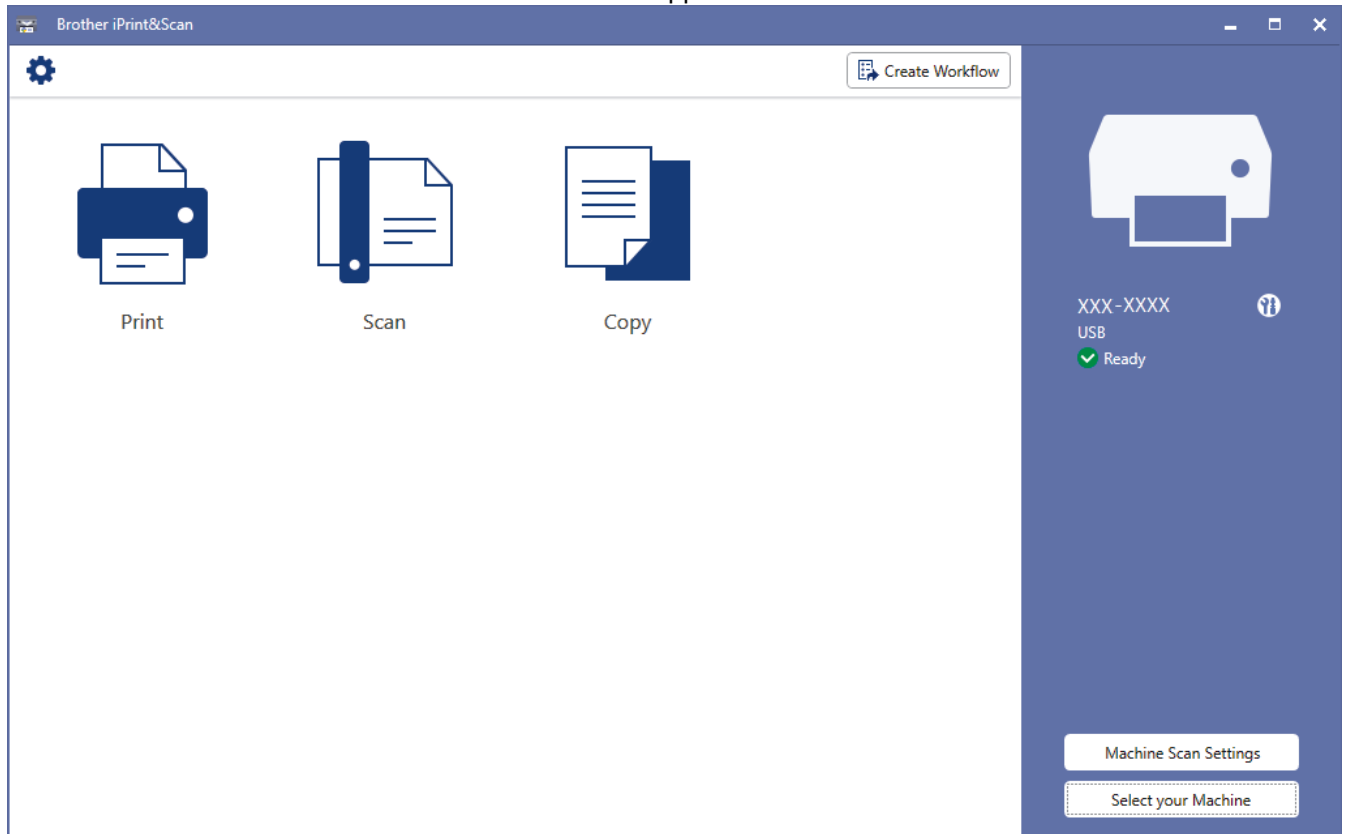 Brother iPrint&Scan
Create Workflow
Print
Scan
Copy
XXX-XXXX
USB
Ready
Machine Scan Settings
Select your Machine